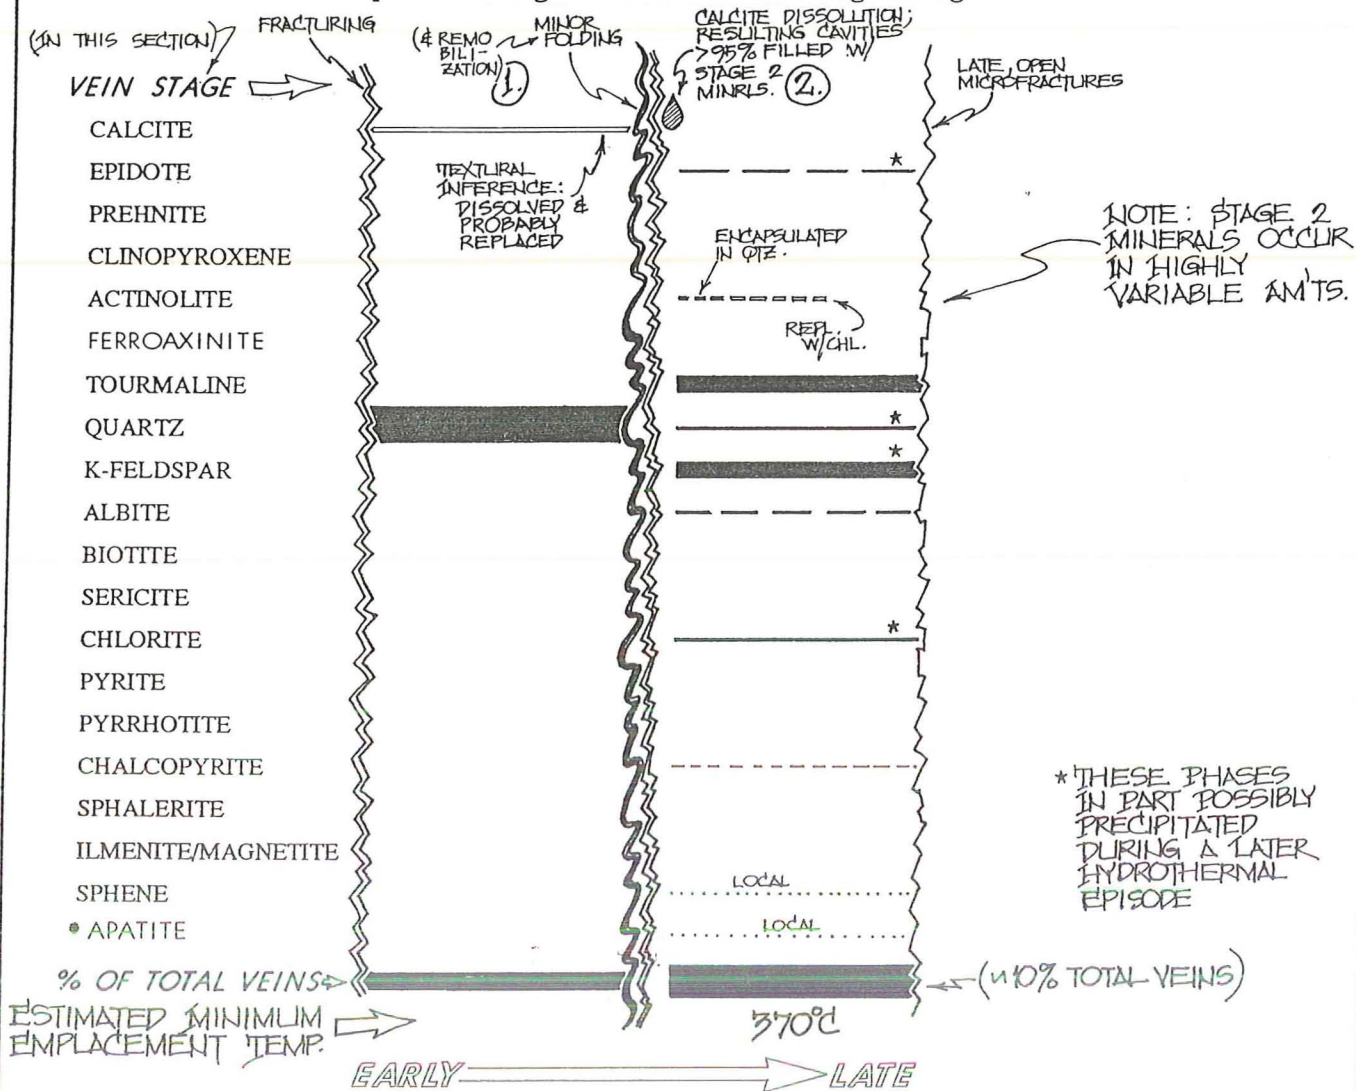 (IN THIS SECTION)
FRACTURING
(& REMO
BILI-
ZATION)
1.
MINOR
FOLDING
CALCITE DISSOLUTION;
RESULTING CAVITIES
>95% FILLED W/
STAGE 2
MINRLS.
2.
LATE, OPEN
MICROFRACTURES
VEIN STAGE
CALCITE
EPIDOTE
*
TEXTURAL
INFERENCE:
DISSOLVED &
PROBABLY
REPLACED
PREHNITE
NOTE: STAGE 2
MINERALS OCCUR
IN HIGHLY
VARIABLE AM'TS.
CLINOPYROXENE
ENCAPSULATED
IN QTZ.
ACTINOLITE
REPL.
W/CHL.
FERROAXINITE
TOURMALINE
QUARTZ
*
K-FELDSPAR
*
ALBITE
BIOTITE
SERICITE
CHLORITE
*
PYRITE
PYRRHOTITE
CHALCOPYRITE
SPHALERITE
ILMENITE/MAGNETITE
SPHENE
LOCAL
• APATITE
LOCAL
* THESE PHASES
IN PART POSSIBLY
PRECIPITATED
DURING A LATER
HYDROTHERMAL
EPISODE
% OF TOTAL VEINS
(~10% TOTAL VEINS)
ESTIMATED MINIMUM
EMPLACEMENT TEMP.
370°C
EARLY
LATE